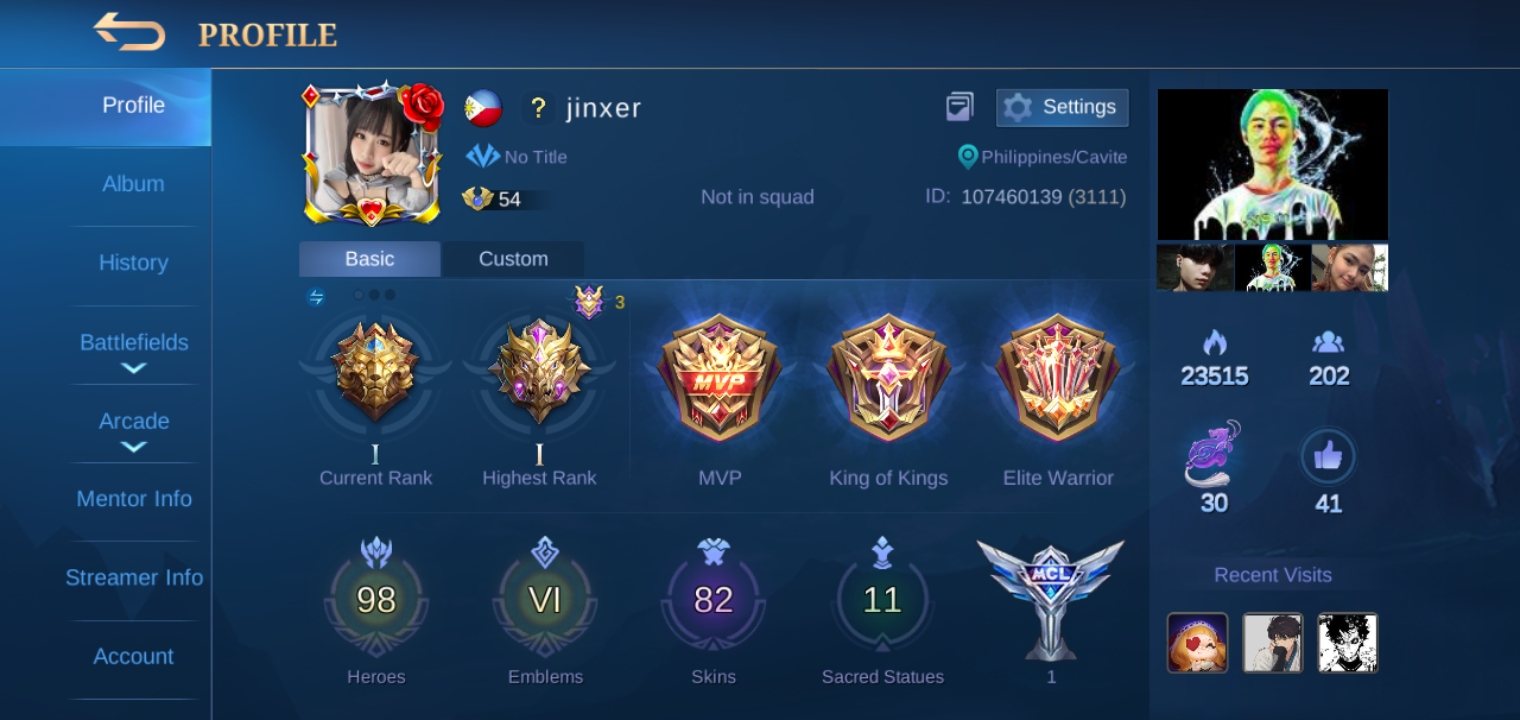 PROFILE
Profile
Album
History
Battlefields
Arcade
Mentor Info
Streamer Info
Account
? jinxer
Settings
No Title
Philippines/Cavite
54
Not in squad
ID: 107460139 (3111)
Basic
Custom
3
MVP
I
I
Current Rank
Highest Rank
MVP
King of Kings
Elite Warrior
98
VI
82
11
MCL
Heroes
Emblems
Skins
Sacred Statues
1
23515
202
30
41
Recent Visits